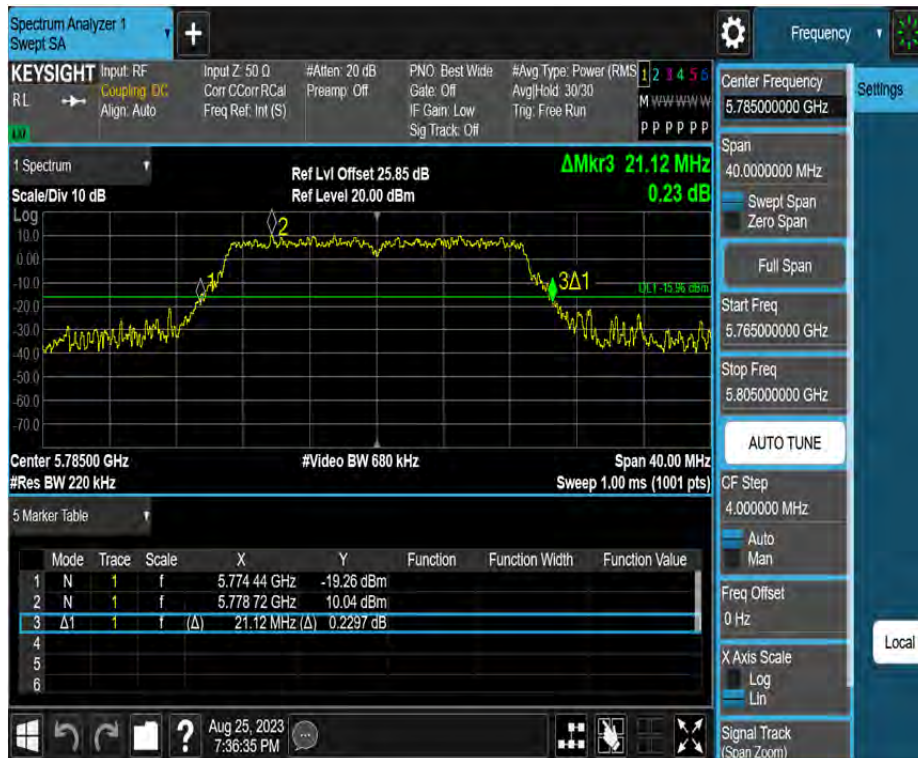 Spectrum Analyzer 1
Swept SA
+
Frequency
KEYSIGHT
RL
LXI
Input: RF
Coupling: DC
Align: Auto
Input Z: 50 Ω
Corr CCorr RCal
Freq Ref: Int (S)
#Atten: 20 dB
Preamp: Off
PNO: Best Wide
Gate: Off
IF Gain: Low
Sig Track: Off
#Avg Type: Power (RMS
Avg|Hold: 30/30
Trig: Free Run
1 2 3 4 5 6
M W W W W W
P P P P P P
Center Frequency
5.785000000 GHz
Settings
Span
40.0000000 MHz
Swept Span
Zero Span
Full Span
Start Freq
5.765000000 GHz
Stop Freq
5.805000000 GHz
AUTO TUNE
CF Step
4.000000 MHz
Auto
Man
Freq Offset
0 Hz
Local
X Axis Scale
Log
Lin
Signal Track
(Span Zoom)
1 Spectrum
Scale/Div 10 dB
Ref Lvl Offset 25.85 dB
Ref Level 20.00 dBm
ΔMkr3 21.12 MHz
0.23 dB
Log
10.0
0.00
-10.0
-20.0
-30.0
-40.0
-50.0
-60.0
-70.0
1
2
3Δ1
DL1 -15.96 dBm
Center 5.78500 GHz
#Video BW 680 kHz
Span 40.00 MHz
#Res BW 220 kHz
Sweep 1.00 ms (1001 pts)
5 Marker Table
Mode Trace Scale X Y Function Function Width Function Value
1 N 1 f 5.774 44 GHz -19.26 dBm
2 N 1 f 5.778 72 GHz 10.04 dBm
3 Δ1 1 f (Δ) 21.12 MHz (Δ) 0.2297 dB
4
5
6
?
Aug 25, 2023
7:36:35 PM